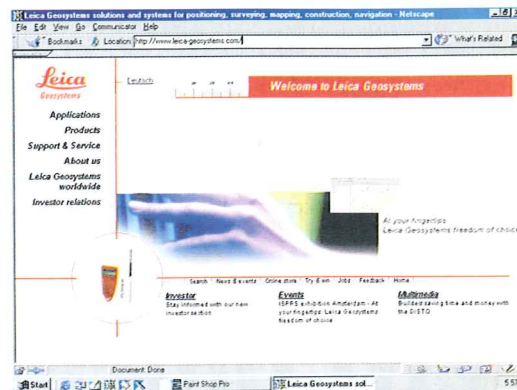 Leica Geosystems solutions and systems for positioning, surveying, mapping, construction, navigation - Netscape
File Edit View Go Communicator Help
Bookmarks Location: http://www.leica-geosystems.com/ What's Related
Leica
Geosystems
Deutsch
Welcome to Leica Geosystems
Applications
Products
Support & Service
About us
Leica Geosystems
worldwide
Investor relations
At your fingertips
Leica Geosystems freedom of choice
Search News & events Online store Try & win Jobs Feedback Home
Investor
Stay informed with our new
investor section
Events
ISPRS exhibition Amsterdam - At
your fingertips: Leica Geosystems
freedom of choice
Multimedia
Builders saving time and money with
the DISTO
Document: Done
Start Paint Shop Pro Leica Geosystems sol...